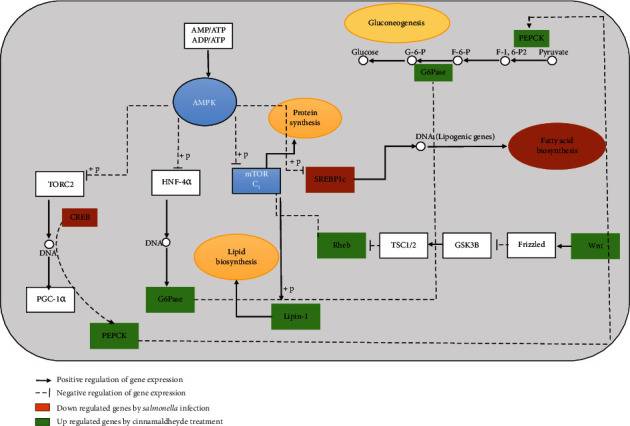 Gluconeogenesis
AMP/ATP
ADP/ATP
PEPCK
Glucose
G-6-P
F-6-P
F-1, 6-P2
Pyruvate
G6Pase
AMPK
Protein
synthesis
DNA (Lipogenic genes)
Fatty acid
biosynthesis
+ p
+ p
+ p
+ p
TORC2
HNF-4α
mTOR
C1
SREBP1c
CREB
DNA
DNA
Lipid
biosynthesis
Rheb
TSC1/2
GSK3B
Frizzled
Wnt
+ p
PGC-1α
G6Pase
Lipin-1
PEPCK
Positive regulation of gene expression
Negative regulation of gene expression
Down regulated genes by salmonella infection
Up regulated genes by cinnamaldheyde treatment